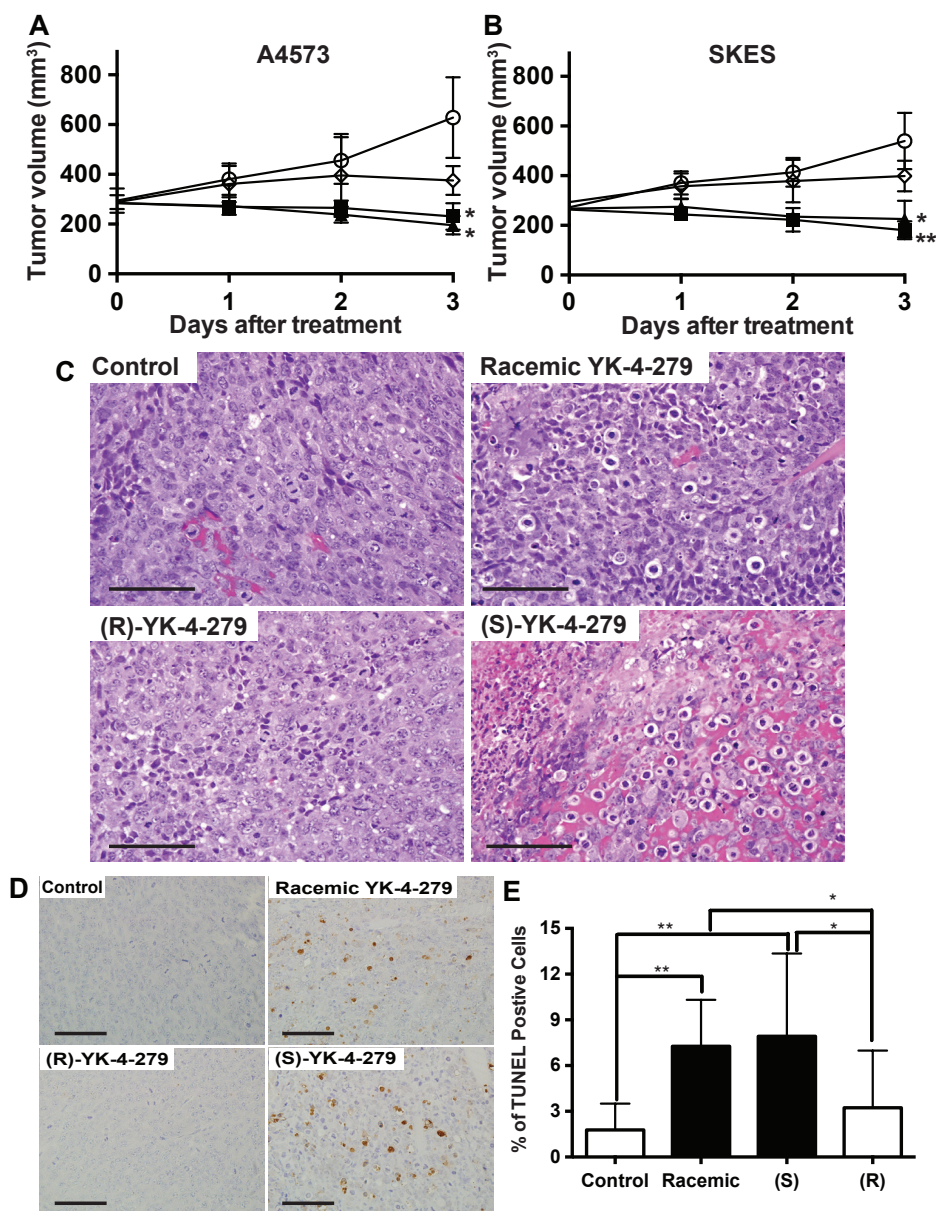 A
A4573
Tumor volume (mm³)
800
600
400
200
0
*
*
0 1 2 3
Days after treatment
B
SKES
Tumor volume (mm³)
800
600
400
200
0
*
**
0 1 2 3
Days after treatment
C
Control
Racemic YK-4-279
(R)-YK-4-279
(S)-YK-4-279
D
Control
Racemic YK-4-279
(R)-YK-4-279
(S)-YK-4-279
E
% of TUNEL Postive Cells
15
12
9
6
3
0
*
**
*
**
Control Racemic (S) (R)